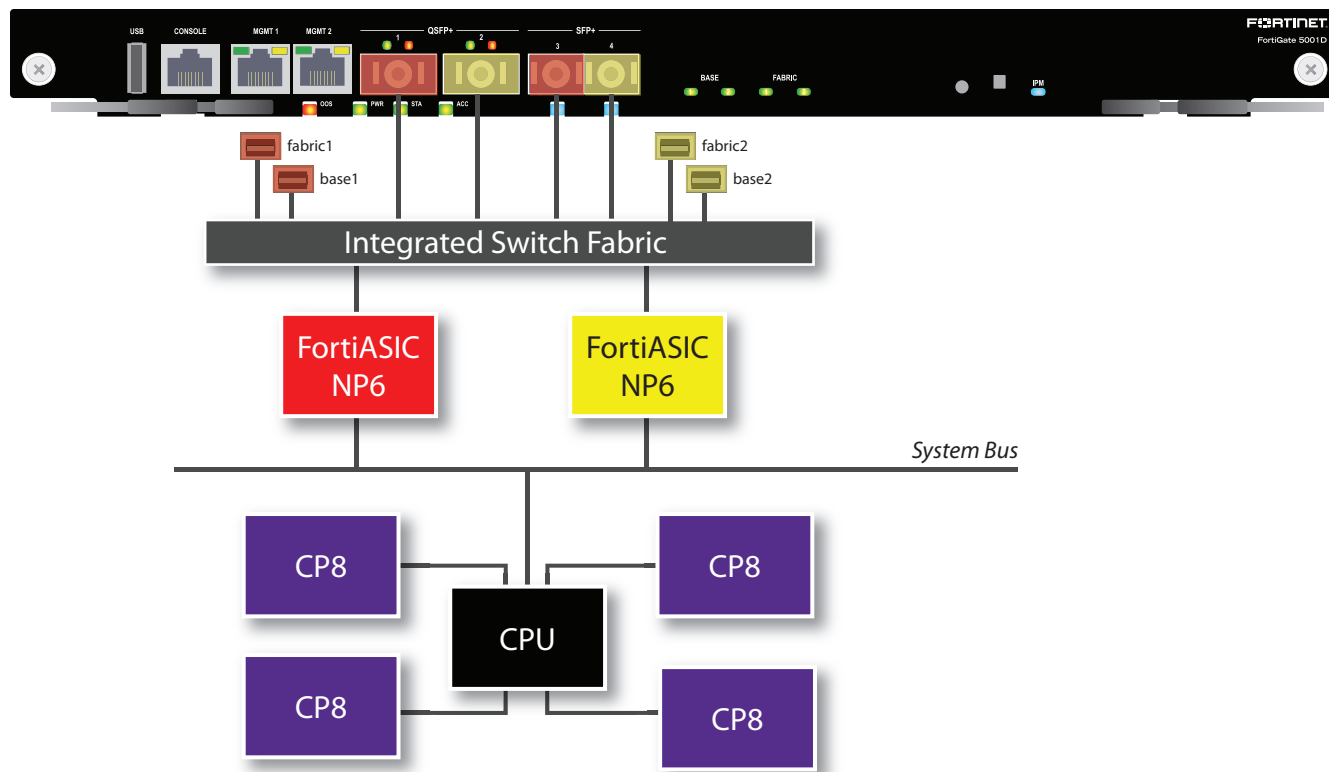 USB
CONSOLE
MGMT 1
MGMT 2
QSFP+
1
2
SFP+
3
4
BASE
FABRIC
IPM
FORTINET
FortiGate 5001D
OOS
PWR
STA
ACC
fabric1
base1
fabric2
base2
Integrated Switch Fabric
FortiASIC
NP6
FortiASIC
NP6
System Bus
CP8
CP8
CPU
CP8
CP8